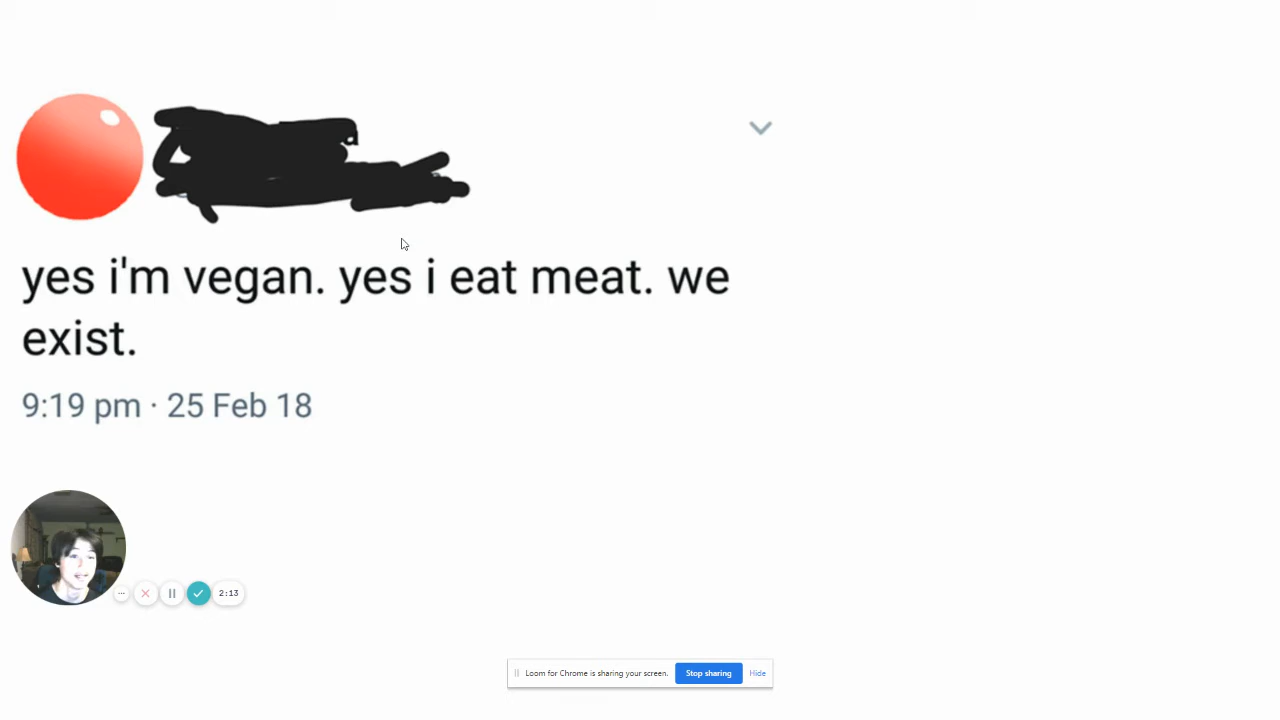 yes i'm vegan. yes i eat meat. we
exist.
9:19 pm · 25 Feb 18
2:13
Loom for Chrome is sharing your screen. Stop sharing Hide